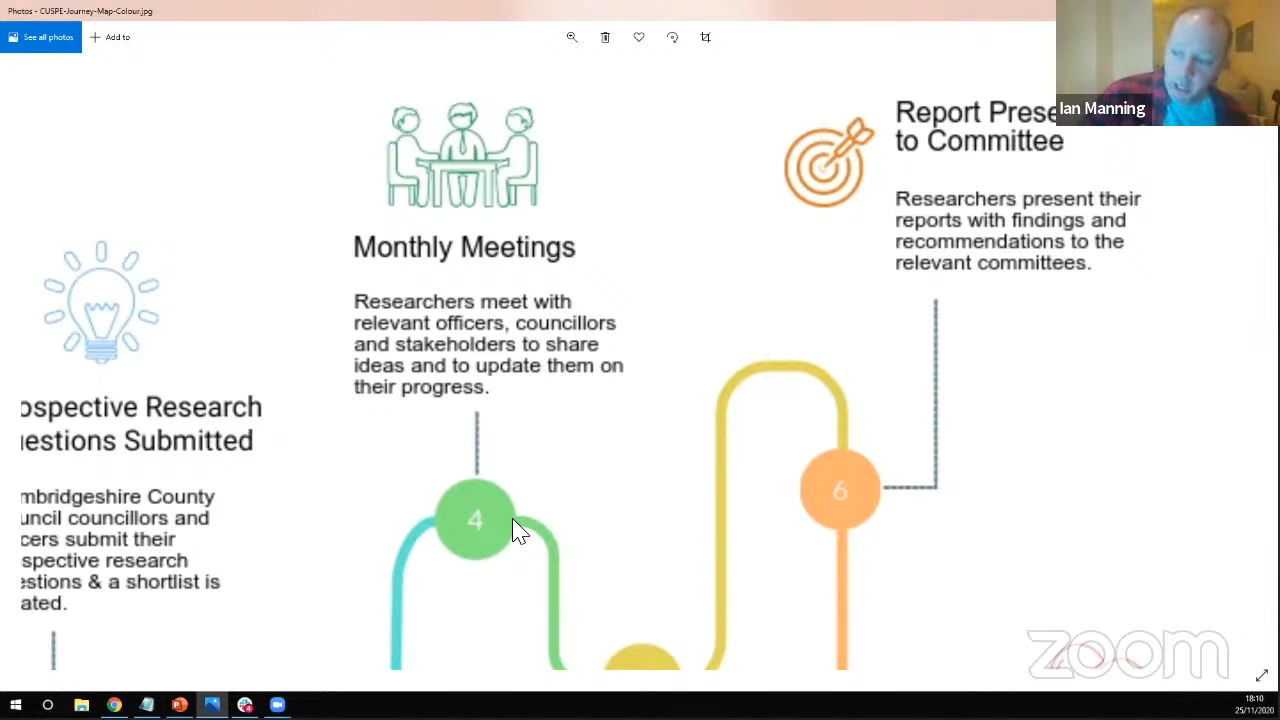 Photos - CUSPE-Journey-Map-Colour.jpg
See all photos
Add to
Ian Manning
Report Prese
to Committee
Researchers present their
reports with findings and
recommendations to the
relevant committees.
Monthly Meetings
Researchers meet with
relevant officers, councillors
and stakeholders to share
ideas and to update them on
their progress.
ospective Research
uestions Submitted
mbridgeshire County
uncil councillors and
cers submit their
spective research
estions & a shortlist is
ated.
4
6
zoom
18:10
25/11/2020